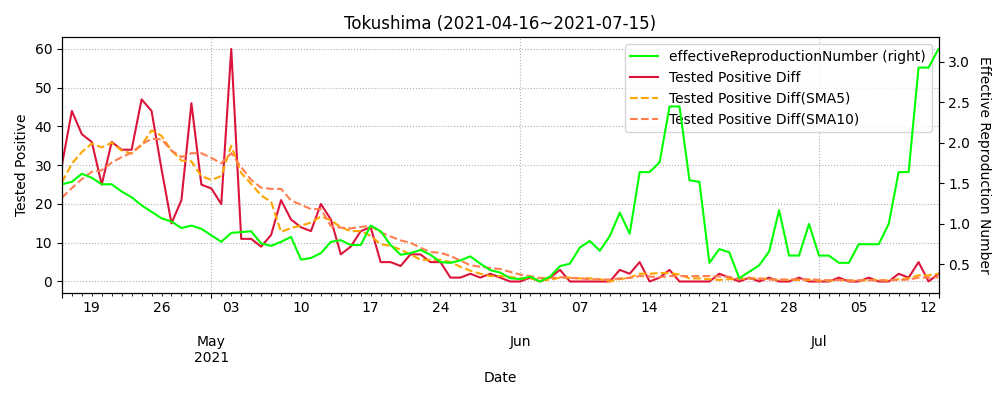 Tokushima (2021-04-16~2021-07-15)
effectiveReproductionNumber (right)
Tested Positive Diff
Tested Positive Diff(SMA5)
Tested Positive Diff(SMA10)
Tested Positive
60
50
40
30
20
10
0
3.0
2.5
2.0
1.5
1.0
0.5
Effective Reproduction Number
19 26 03 10 17 24 31 07 14 21 28 05 12
May Jun Jul
2021
Date